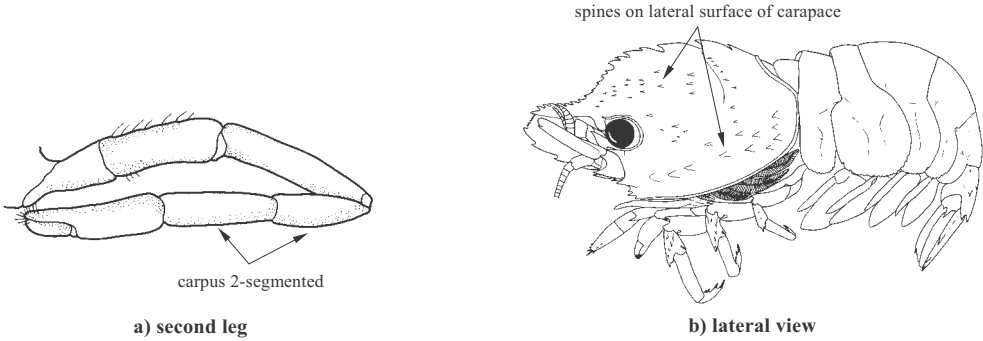 spines on lateral surface of carapace
carpus 2-segmented
a) second leg
b) lateral view